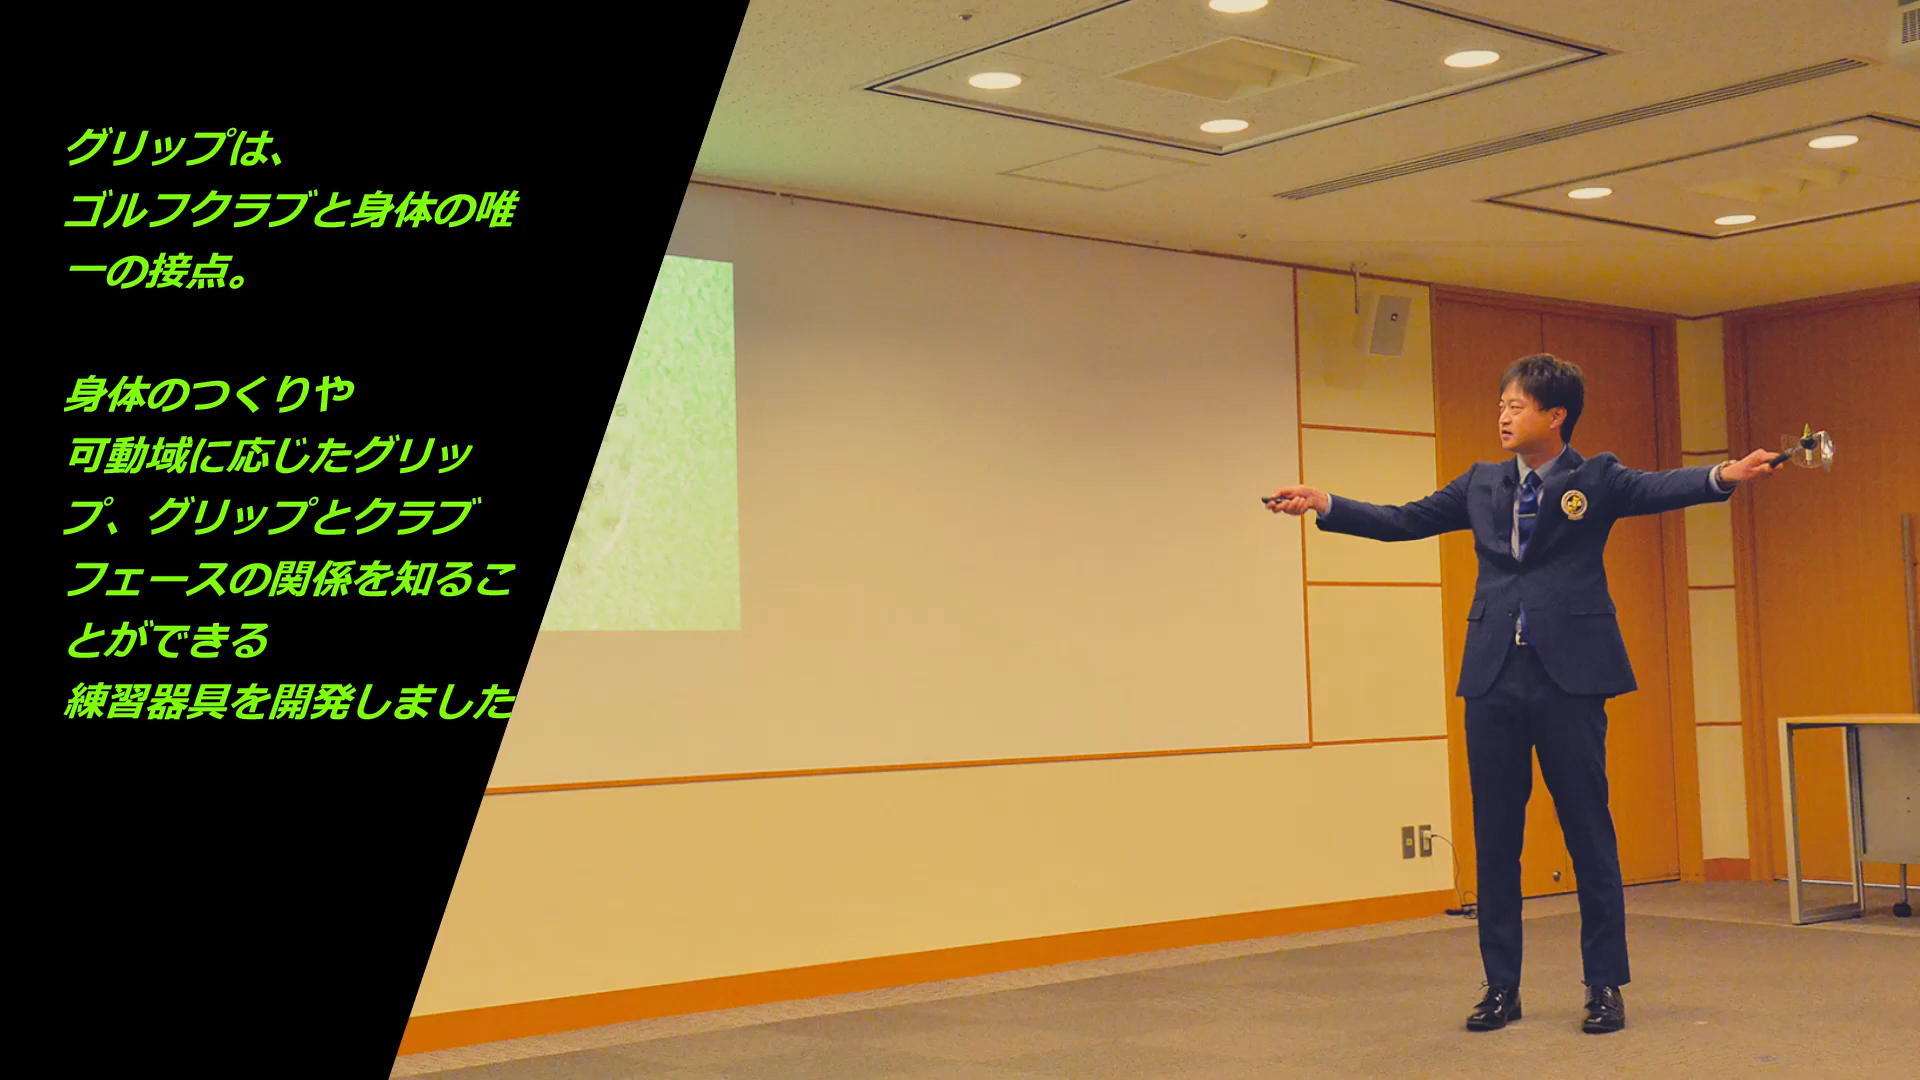 グリップは、
ゴルフクラブと身体の唯
一の接点。
身体のつくりや
可動域に応じたグリッ
プ、グリップとクラブ
フェースの関係を知るこ
とができる
練習器具を開発しました